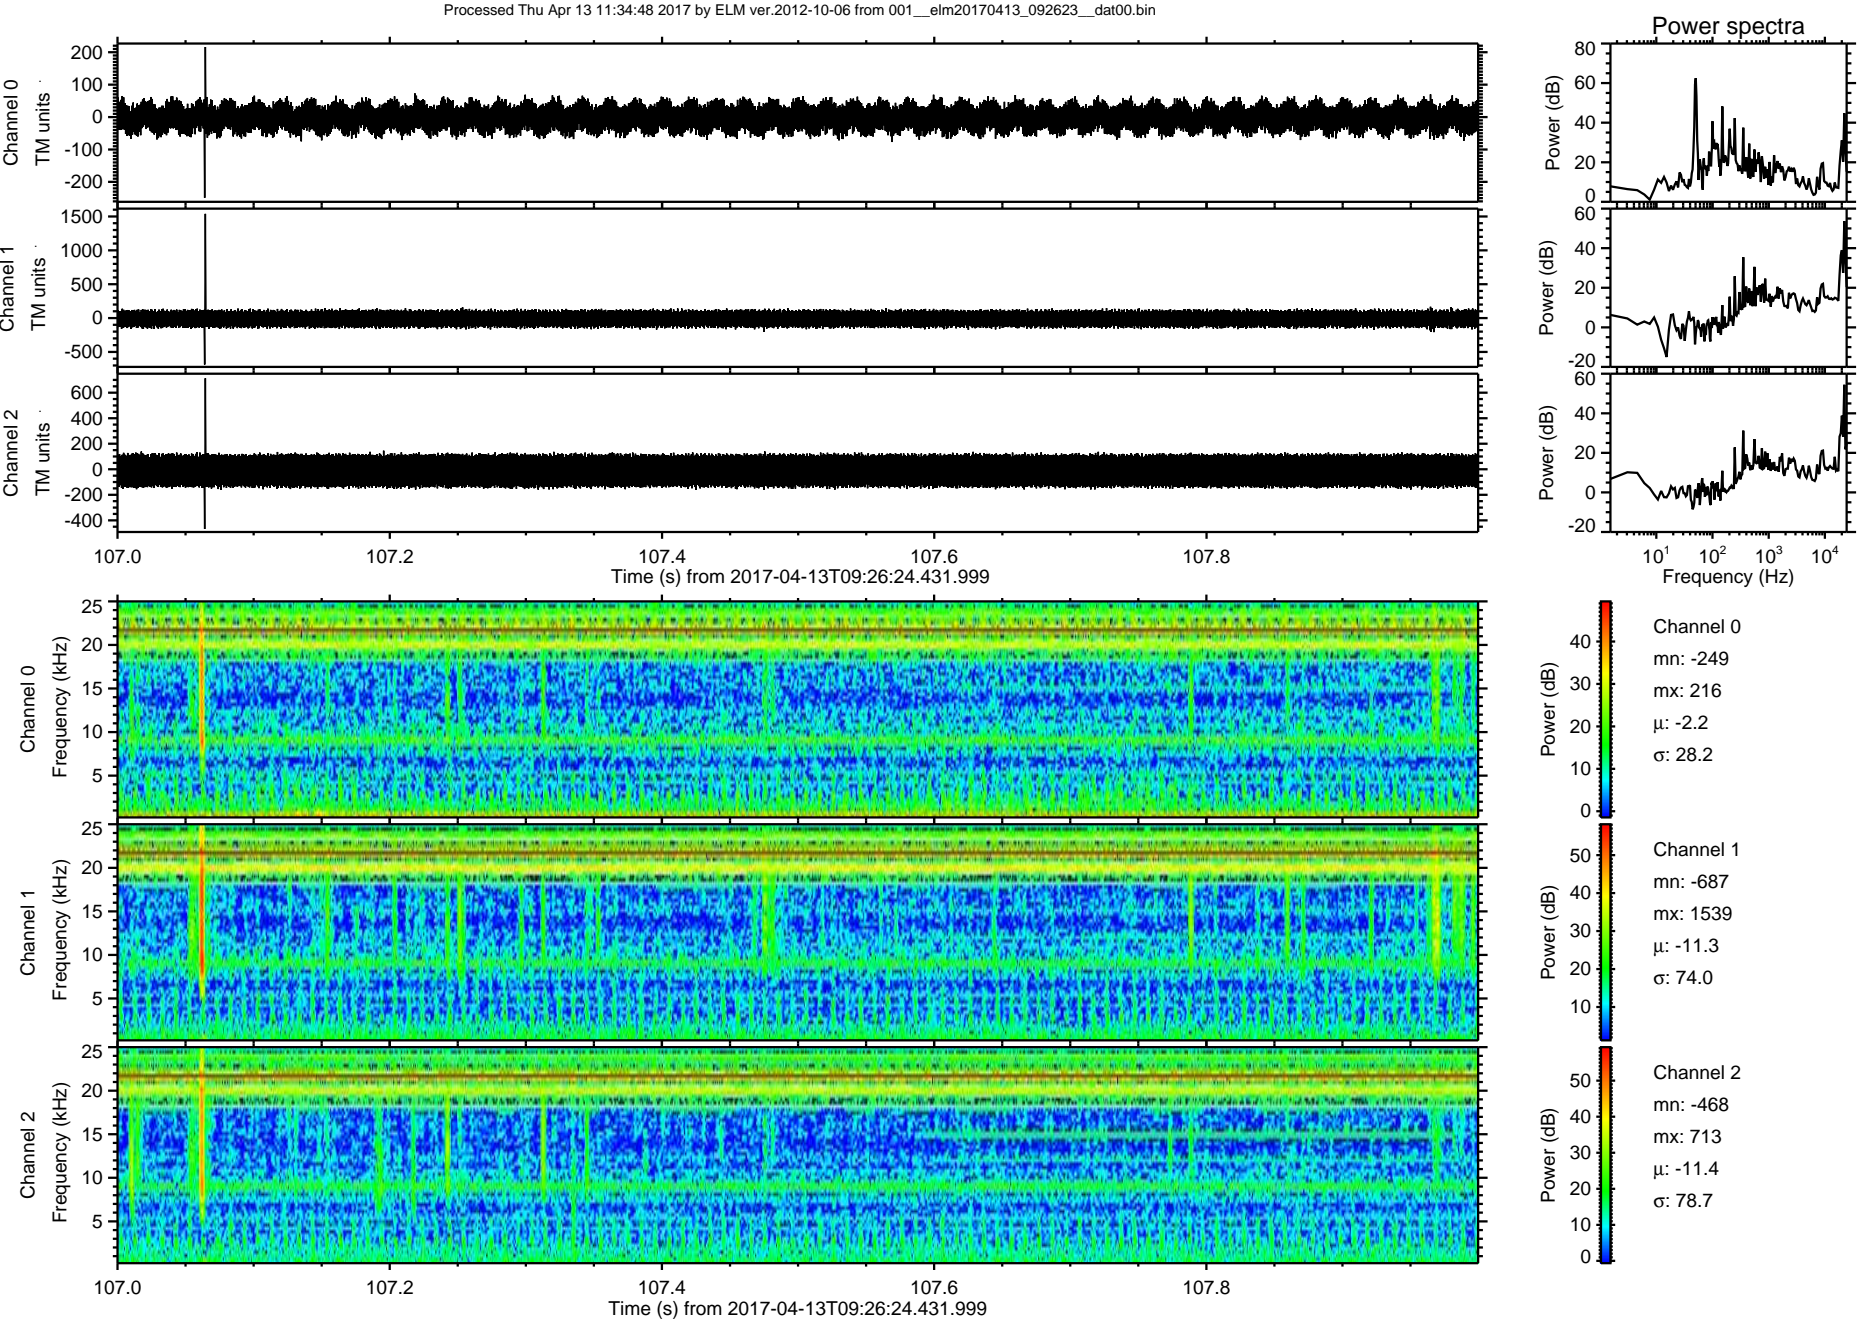 Processed Thu Apr 13 11:34:48 2017 by ELM ver.2012-10-06 from 001__elm20170413_092623__dat00.bin
Power spectra
Channel 0
TM units
200
100
0
-100
-200
Power (dB)
80
60
40
20
0
Channel 1
TM units
1500
1000
500
0
-500
Power (dB)
60
40
20
0
-20
Channel 2
TM units
600
400
200
0
-200
-400
Power (dB)
60
40
20
0
-20
107.0
107.2
107.4
107.6
107.8
Time (s) from 2017-04-13T09:26:24.431.999
10¹
10²
10³
10⁴
Frequency (Hz)
Channel 0
Frequency (kHz)
25
20
15
10
5
Power (dB)
40
30
20
10
0
Channel 0
mn: -249
mx: 216
μ: -2.2
σ: 28.2
Channel 1
Frequency (kHz)
25
20
15
10
5
Power (dB)
50
40
30
20
10
Channel 1
mn: -687
mx: 1539
μ: -11.3
σ: 74.0
Channel 2
Frequency (kHz)
25
20
15
10
5
Power (dB)
50
40
30
20
10
0
Channel 2
mn: -468
mx: 713
μ: -11.4
σ: 78.7
107.0
107.2
107.4
107.6
107.8
Time (s) from 2017-04-13T09:26:24.431.999